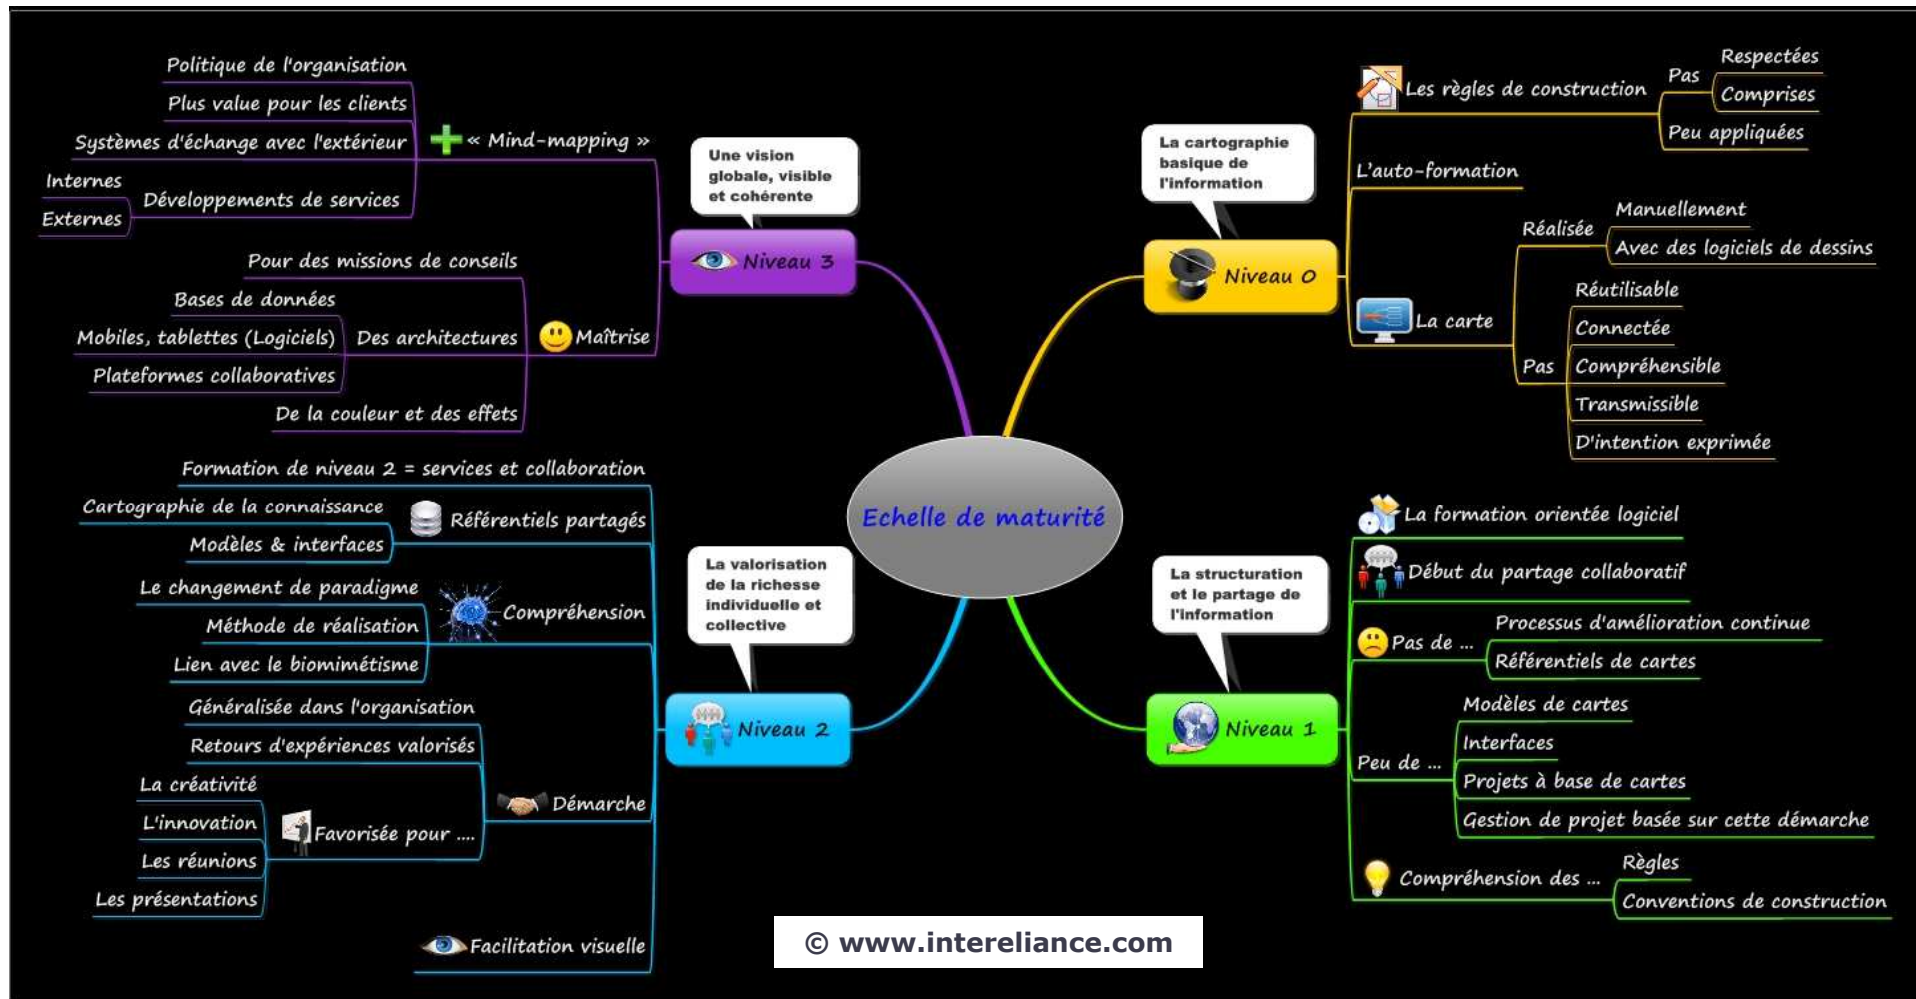 Echelle de maturité
La cartographie
basique de
l'information
Niveau 0
Les règles de construction
Pas
Respectées
Comprises
Peu appliquées
L'auto-formation
La carte
Réalisée
Manuellement
Avec des logiciels de dessins
Pas
Réutilisable
Connectée
Compréhensible
Transmissible
D'intention exprimée
La structuration
et le partage de
l'information
Niveau 1
La formation orientée logiciel
Début du partage collaboratif
Pas de ...
Processus d'amélioration continue
Référentiels de cartes
Peu de ...
Modèles de cartes
Interfaces
Projets à base de cartes
Gestion de projet basée sur cette démarche
Compréhension des ...
Règles
Conventions de construction
La valorisation
de la richesse
individuelle et
collective
Niveau 2
Formation de niveau 2 = services et collaboration
Référentiels partagés
Cartographie de la connaissance
Modèles & interfaces
Compréhension
Le changement de paradigme
Méthode de réalisation
Lien avec le biomimétisme
Démarche
Généralisée dans l'organisation
Retours d'expériences valorisés
Favorisée pour ....
La créativité
L'innovation
Les réunions
Les présentations
Facilitation visuelle
Une vision
globale, visible
et cohérente
Niveau 3
« Mind-mapping »
Politique de l'organisation
Plus value pour les clients
Systèmes d'échange avec l'extérieur
Développements de services
Internes
Externes
Maîtrise
Pour des missions de conseils
Des architectures
Bases de données
Mobiles, tablettes (Logiciels)
Plateformes collaboratives
De la couleur et des effets
© www.intereliance.com